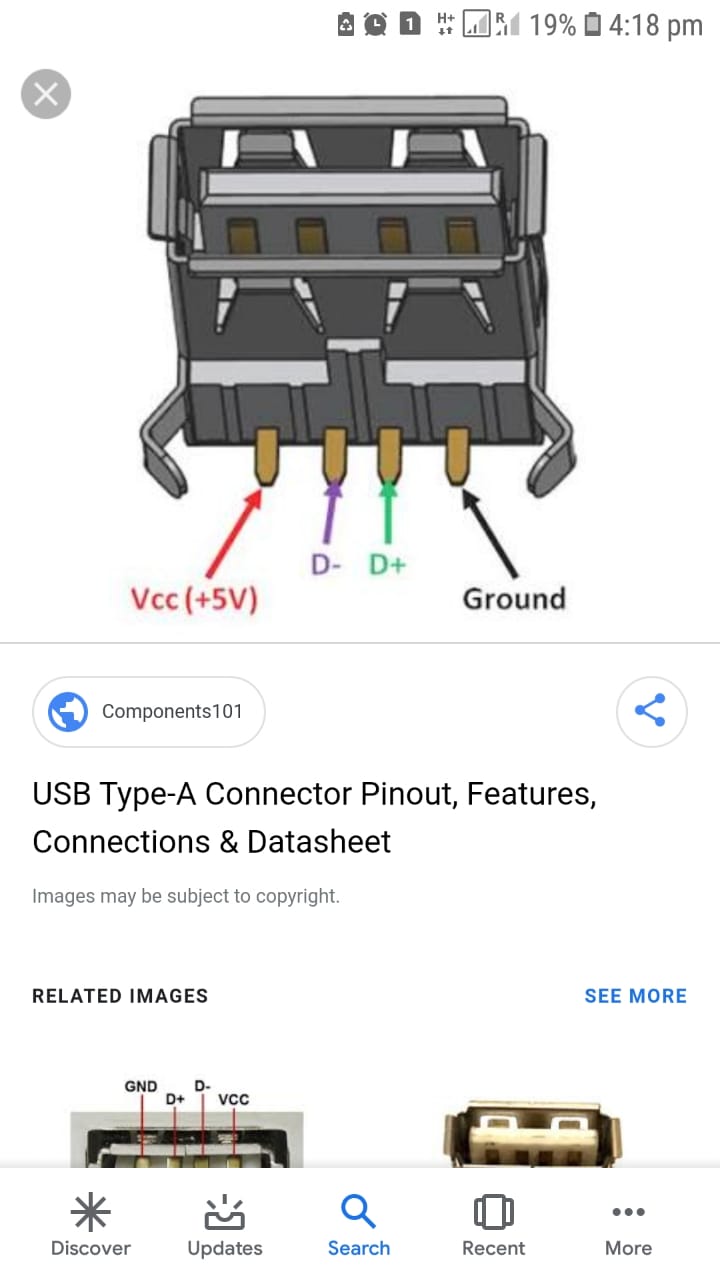 1 H+ R 19% 4:18 pm
D- D+
Vcc (+5V) Ground
Components101
USB Type-A Connector Pinout, Features,
Connections & Datasheet
Images may be subject to copyright.
RELATED IMAGES SEE MORE
GND D-
D+ VCC
Discover Updates Search Recent More